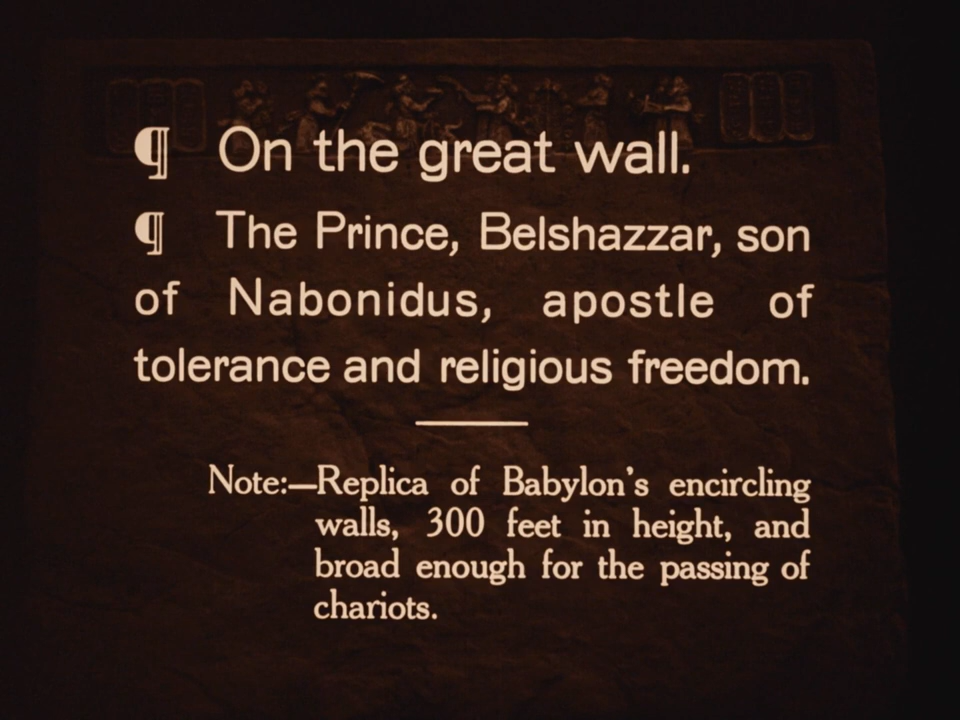 ¶ On the great wall.
¶ The Prince, Belshazzar, son
of Nabonidus, apostle of
tolerance and religious freedom.
Note:—Replica of Babylon's encircling
walls, 300 feet in height, and
broad enough for the passing of
chariots.